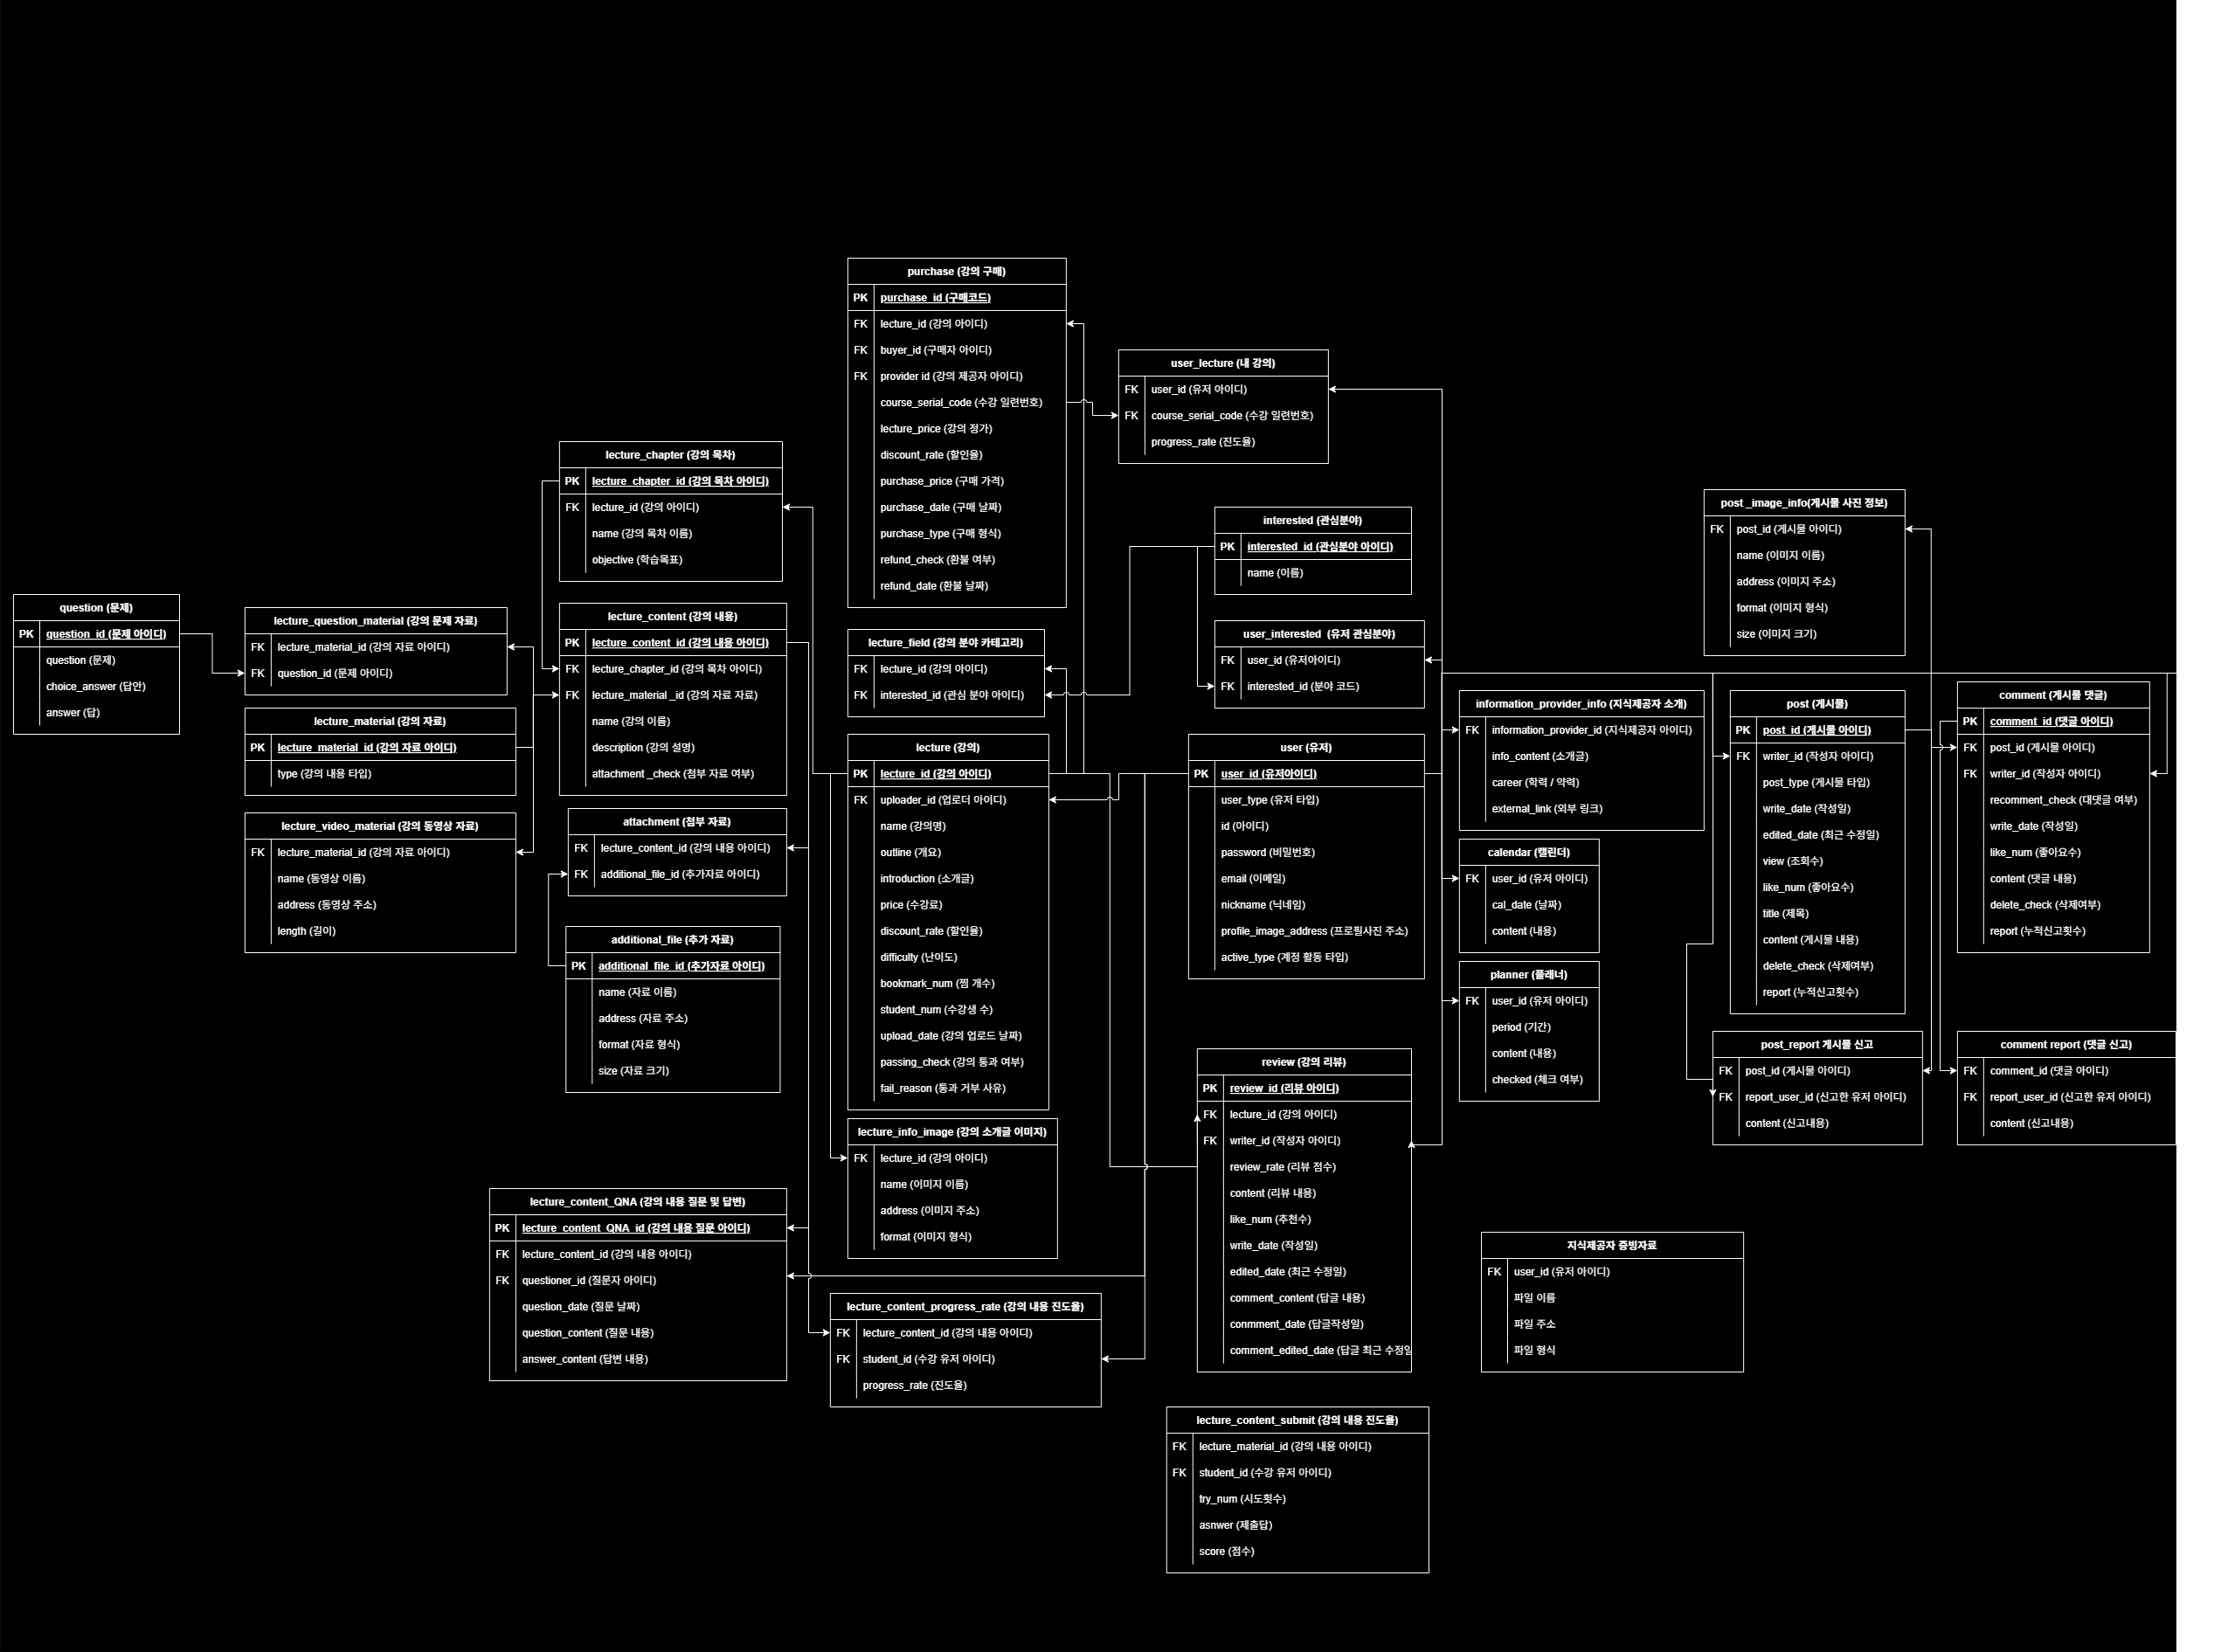 purchase (강의 구매)
PK purchase_id (구매코드)
FK lecture_id (강의 아이디)
FK buyer_id (구매자 아이디)
FK provider id (강의 제공자 아이디)
course_serial_code (수강 일련번호)
lecture_price (강의 정가)
discount_rate (할인율)
purchase_price (구매 가격)
purchase_date (구매 날짜)
purchase_type (구매 형식)
refund_check (환불 여부)
refund_date (환불 날짜)
user_lecture (내 강의)
FK user_id (유저 아이디)
FK course_serial_code (수강 일련번호)
progress_rate (진도율)
lecture_chapter (강의 목차)
PK lecture_chapter_id (강의 목차 아이디)
FK lecture_id (강의 아이디)
name (강의 목차 이름)
objective (학습목표)
interested (관심분야)
PK interested_id (관심분야 아이디)
name (이름)
post _image_info(게시물 사진 정보)
FK post_id (게시물 아이디)
name (이미지 이름)
address (이미지 주소)
format (이미지 형식)
size (이미지 크기)
question (문제)
PK question_id (문제 아이디)
question (문제)
choice_answer (답안)
answer (답)
lecture_question_material (강의 문제 자료)
FK lecture_material_id (강의 자료 아이디)
FK question_id (문제 아이디)
lecture_content (강의 내용)
PK lecture_content_id (강의 내용 아이디)
FK lecture_chapter_id (강의 목차 아이디)
FK lecture_material _id (강의 자료 자료)
name (강의 이름)
description (강의 설명)
attachment _check (첨부 자료 여부)
lecture_field (강의 분야 카테고리)
FK lecture_id (강의 아이디)
FK interested_id (관심 분야 아이디)
user_interested (유저 관심분야)
FK user_id (유저아이디)
FK interested_id (분야 코드)
lecture_material (강의 자료)
PK lecture_material_id (강의 자료 아이디)
type (강의 내용 타입)
lecture_video_material (강의 동영상 자료)
FK lecture_material_id (강의 자료 아이디)
name (동영상 이름)
address (동영상 주소)
length (길이)
attachment (첨부 자료)
FK lecture_content_id (강의 내용 아이디)
FK additional_file_id (추가자료 아이디)
additional_file (추가 자료)
PK additional_file_id (추가자료 아이디)
name (자료 이름)
address (자료 주소)
format (자료 형식)
size (자료 크기)
lecture (강의)
PK lecture_id (강의 아이디)
FK uploader_id (업로더 아이디)
name (강의명)
outline (개요)
introduction (소개글)
price (수강료)
discount_rate (할인율)
difficulty (난이도)
bookmark_num (찜 개수)
student_num (수강생 수)
upload_date (강의 업로드 날짜)
passing_check (강의 통과 여부)
fail_reason (통과 거부 사유)
user (유저)
PK user_id (유저아이디)
user_type (유저 타입)
id (아이디)
password (비밀번호)
email (이메일)
nickname (닉네임)
profile_image_address (프로필사진 주소)
active_type (계정 활동 타입)
information_provider_info (지식제공자 소개)
FK information_provider_id (지식제공자 아이디)
info_content (소개글)
career (학력 / 약력)
external_link (외부 링크)
calendar (캘린더)
FK user_id (유저 아이디)
cal_date (날짜)
content (내용)
planner (플래너)
FK user_id (유저 아이디)
period (기간)
content (내용)
checked (체크 여부)
post (게시물)
PK post_id (게시물 아이디)
FK writer_id (작성자 아이디)
post_type (게시물 타입)
write_date (작성일)
edited_date (최근 수정일)
view (조회수)
like_num (좋아요수)
title (제목)
content (게시물 내용)
delete_check (삭제여부)
report (누적신고횟수)
comment (게시물 댓글)
PK comment_id (댓글 아이디)
FK post_id (게시물 아이디)
FK writer_id (작성자 아이디)
recomment_check (대댓글 여부)
write_date (작성일)
like_num (좋아요수)
content (댓글 내용)
delete_check (삭제여부)
report (누적신고횟수)
post_report 게시물 신고
FK post_id (게시물 아이디)
FK report_user_id (신고한 유저 아이디)
content (신고내용)
comment report (댓글 신고)
FK comment_id (댓글 아이디)
FK report_user_id (신고한 유저 아이디)
content (신고내용)
review (강의 리뷰)
PK review_id (리뷰 아이디)
FK lecture_id (강의 아이디)
FK writer_id (작성자 아이디)
review_rate (리뷰 점수)
content (리뷰 내용)
like_num (추천수)
write_date (작성일)
edited_date (최근 수정일)
comment_content (답글 내용)
conmment_date (답글작성일)
comment_edited_date (답글 최근 수정일
lecture_info_image (강의 소개글 이미지)
FK lecture_id (강의 아이디)
name (이미지 이름)
address (이미지 주소)
format (이미지 형식)
lecture_content_QNA (강의 내용 질문 및 답변)
PK lecture_content_QNA_id (강의 내용 질문 아이디)
FK lecture_content_id (강의 내용 아이디)
FK questioner_id (질문자 아이디)
question_date (질문 날짜)
question_content (질문 내용)
answer_content (답변 내용)
lecture_content_progress_rate (강의 내용 진도율)
FK lecture_content_id (강의 내용 아이디)
FK student_id (수강 유저 아이디)
progress_rate (진도율)
지식제공자 증빙자료
FK user_id (유저 아이디)
파일 이름
파일 주소
파일 형식
lecture_content_submit (강의 내용 진도율)
FK lecture_material_id (강의 내용 아이디)
FK student_id (수강 유저 아이디)
try_num (시도횟수)
asnwer (제출답)
score (점수)